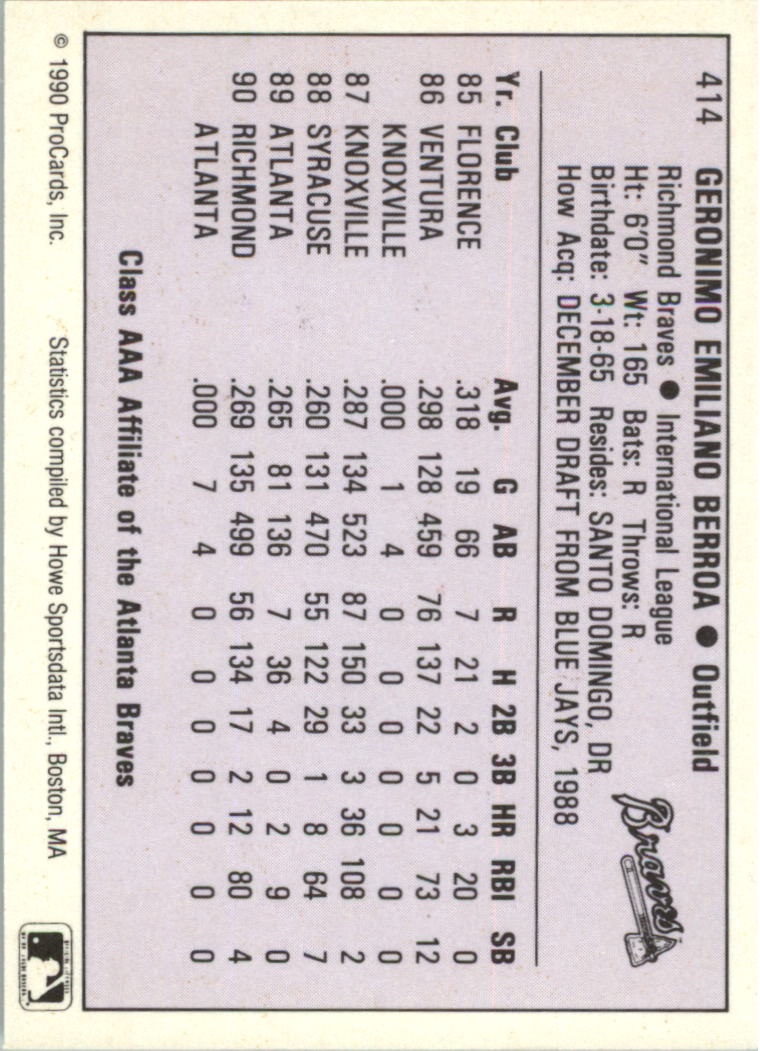 414 GERONIMO EMILIANO BERROA ● Outfield
Richmond Braves ● International League
Ht: 6'0" Wt: 165 Bats: R Throws: R
Birthdate: 3-18-65 Resides: SANTO DOMINGO, DR
How Acq: DECEMBER DRAFT FROM BLUE JAYS, 1988
Braves
Yr. Club Avg. G AB R H 2B 3B HR RBI SB
85 FLORENCE .318 19 66 7 21 2 0 3 20 0
86 VENTURA .298 128 459 76 137 22 5 21 73 12
KNOXVILLE .000 1 4 0 0 0 0 0 0 0
87 KNOXVILLE .287 134 523 87 150 33 3 36 108 2
88 SYRACUSE .260 131 470 55 122 29 1 8 64 7
89 ATLANTA .265 81 136 7 36 4 0 2 9 0
90 RICHMOND .269 135 499 56 134 17 2 12 80 4
ATLANTA .000 7 4 0 0 0 0 0 0 0
Class AAA Affiliate of the Atlanta Braves
© 1990 ProCards, Inc. Statistics compiled by Howe Sportsdata Intl., Boston, MA